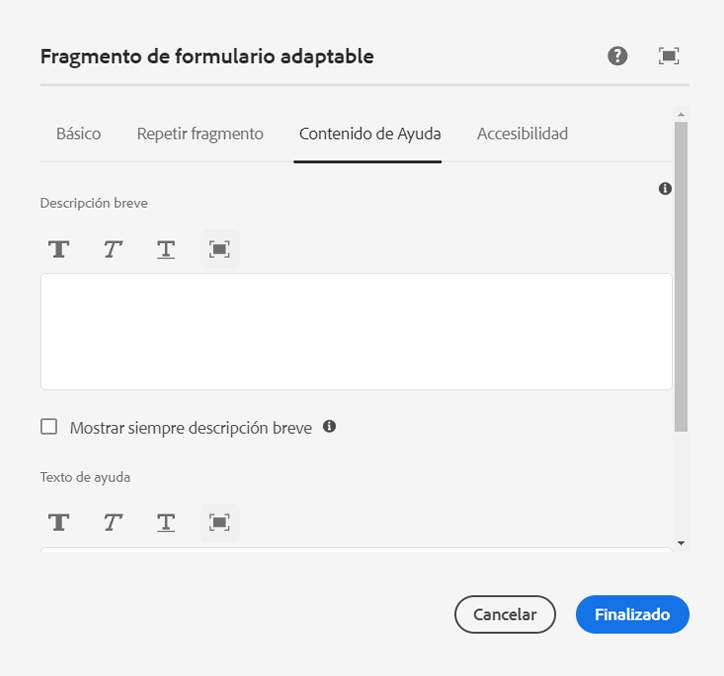 Fragmento de formulario adaptable
Básico Repetir fragmento Contenido de Ayuda Accesibilidad
Descripción breve
T T T
Mostrar siempre descripción breve
Texto de ayuda
T T T
Cancelar Finalizado